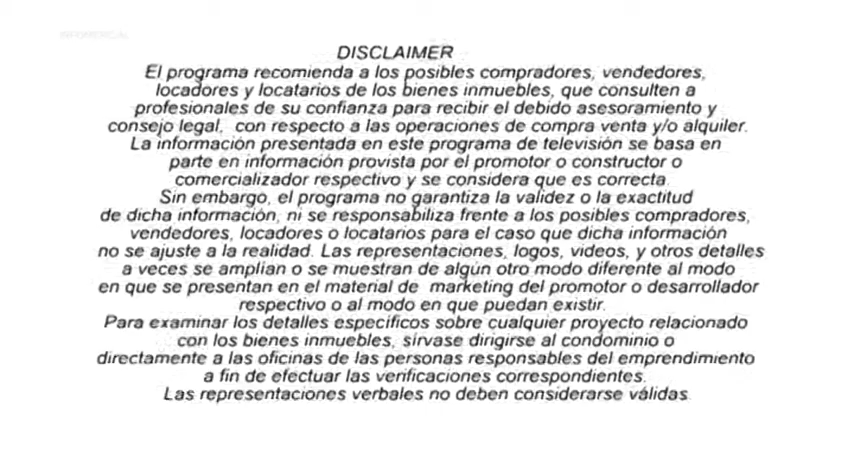 INFOMERCIAL
DISCLAIMER
El programa recomienda a los posibles compradores, vendedores,
locadores y locatarios de los bienes inmuebles, que consulten a
profesionales de su confianza para recibir el debido asesoramiento y
consejo legal, con respecto a las operaciones de compra venta y/o alquiler.
La información presentada en este programa de televisión se basa en
parte en información provista por el promotor o constructor o
comercializador respectivo y se considera que es correcta.
Sin embargo, el programa no garantiza la validez o la exactitud
de dicha información, ni se responsabiliza frente a los posibles compradores,
vendedores, locadores o locatarios para el caso que dicha información
no se ajuste a la realidad. Las representaciones, logos, videos, y otros detalles
a veces se amplían o se muestran de algún otro modo diferente al modo
en que se presentan en el material de marketing del promotor o desarrollador
respectivo o al modo en que puedan existir.
Para examinar los detalles específicos sobre cualquier proyecto relacionado
con los bienes inmuebles, sírvase dirigirse al condominio o
directamente a las oficinas de las personas responsables del emprendimiento
a fin de efectuar las verificaciones correspondientes.
Las representaciones verbales no deben considerarse válidas